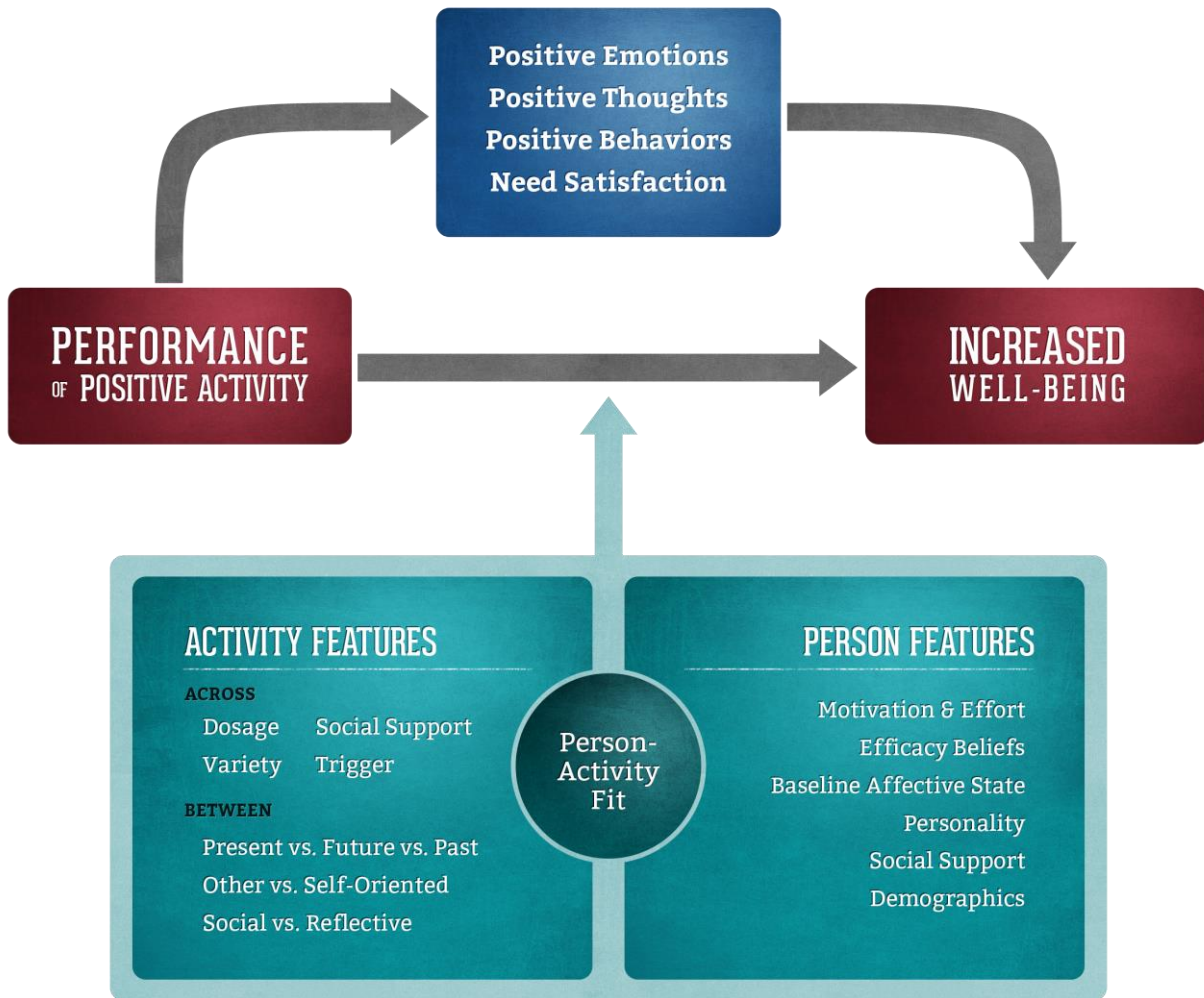 Positive Emotions
Positive Thoughts
Positive Behaviors
Need Satisfaction
PERFORMANCE
OF POSITIVE ACTIVITY
INCREASED
WELL-BEING
ACTIVITY FEATURES
ACROSS
Dosage Social Support
Variety Trigger
BETWEEN
Present vs. Future vs. Past
Other vs. Self-Oriented
Social vs. Reflective
Person-
Activity
Fit
PERSON FEATURES
Motivation & Effort
Efficacy Beliefs
Baseline Affective State
Personality
Social Support
Demographics